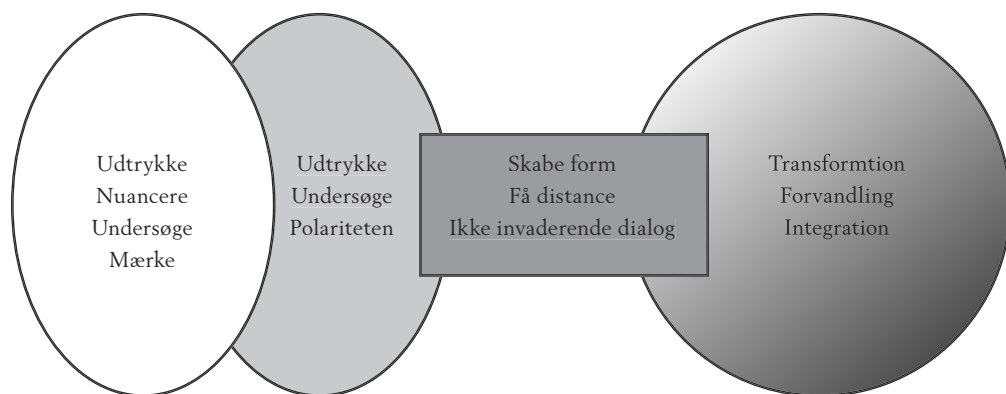 Udtrykke
Nuancere
Undersøge
Mærke
Udtrykke
Undersøge
Polariteten
Skabe form
Få distance
Ikke invaderende dialog
Transformtion
Forvandling
Integration